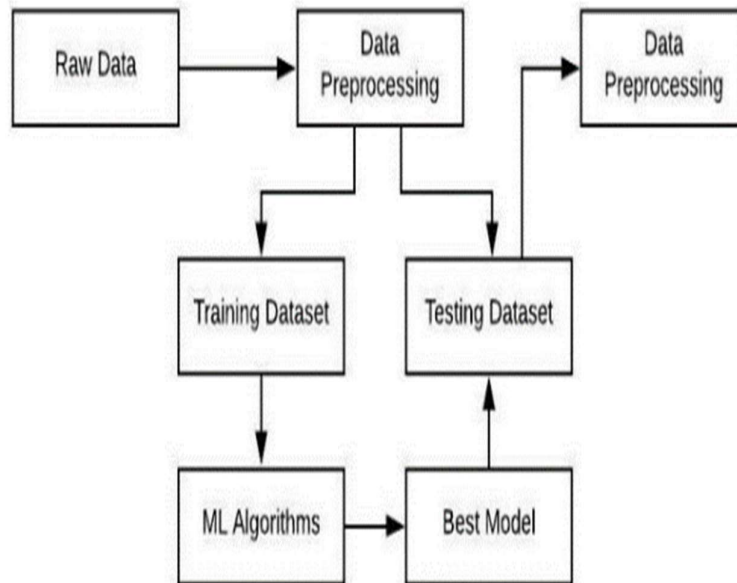 Raw Data
Data
Preprocessing
Data
Preprocessing
Training Dataset
Testing Dataset
ML Algorithms
Best Model